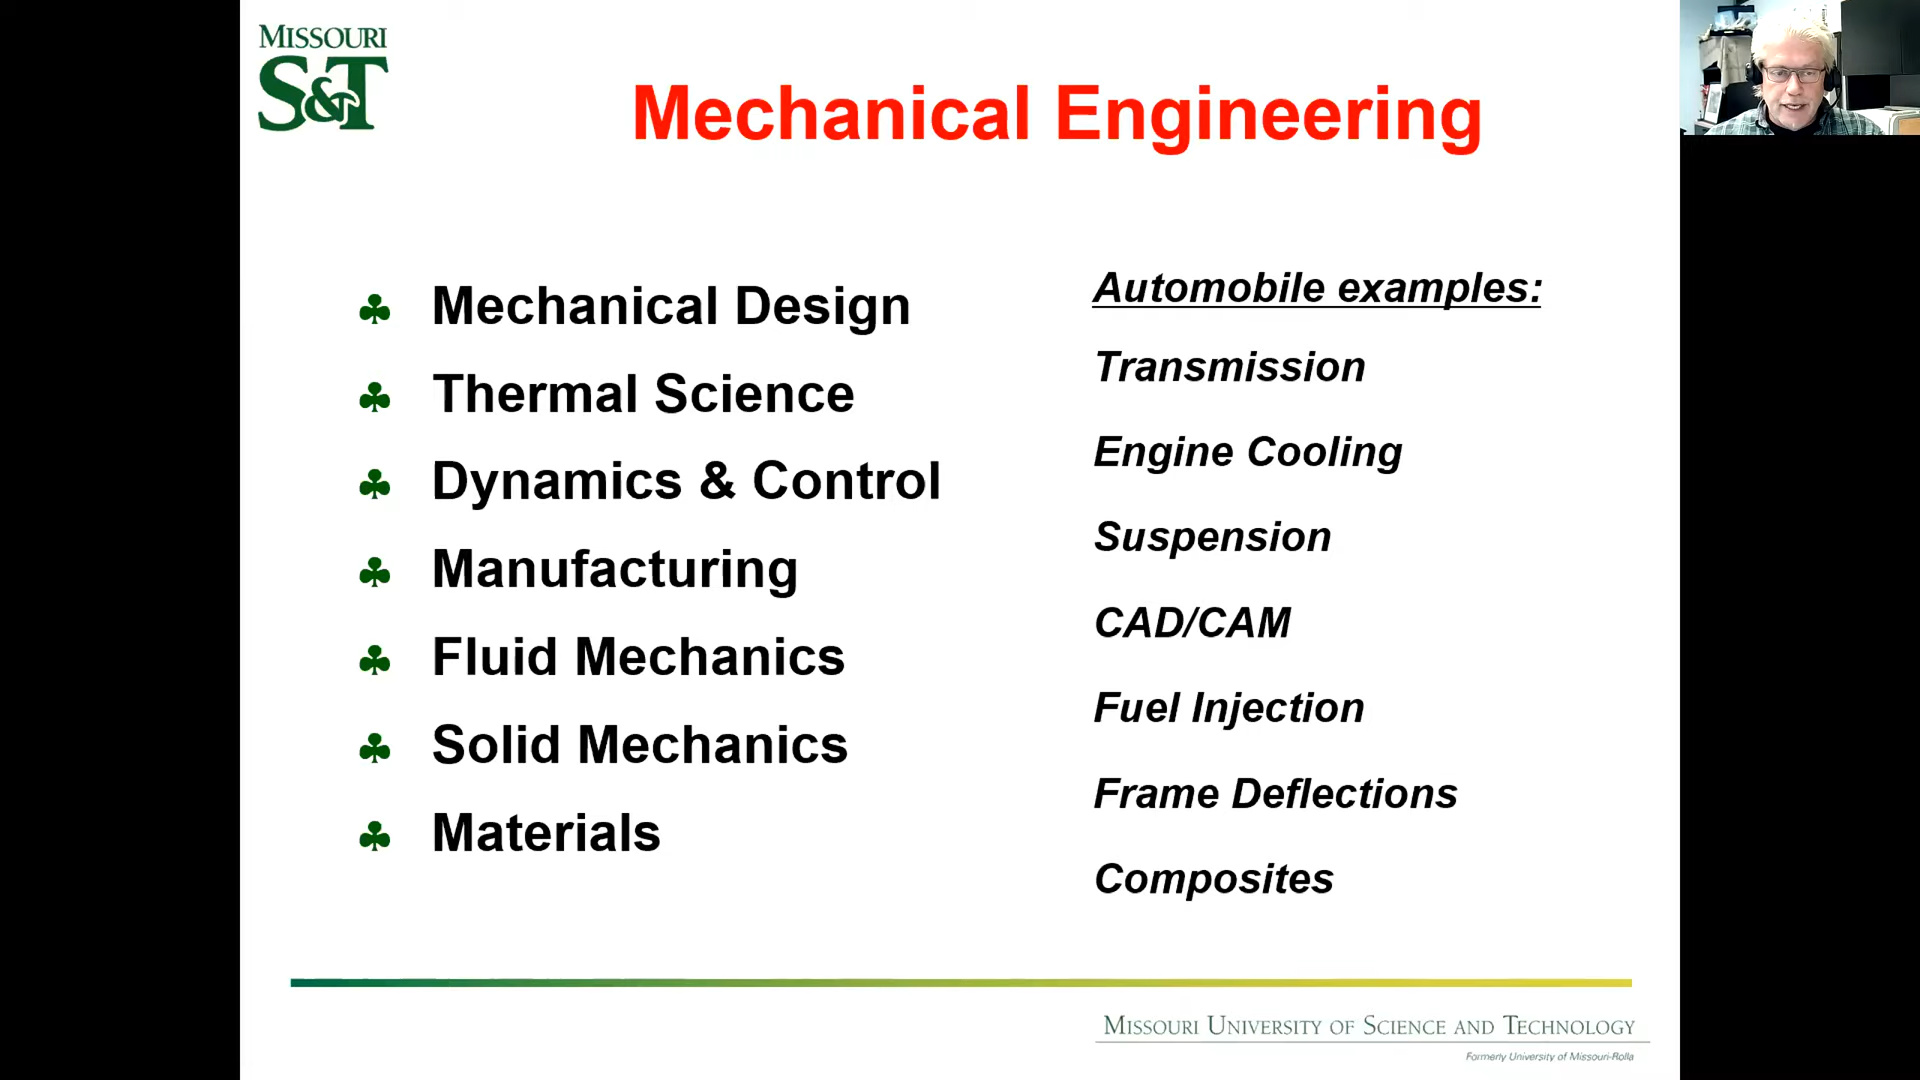 MISSOURI
S&T
Mechanical Engineering
Mechanical Design
Thermal Science
Dynamics & Control
Manufacturing
Fluid Mechanics
Solid Mechanics
Materials
Automobile examples:
Transmission
Engine Cooling
Suspension
CAD/CAM
Fuel Injection
Frame Deflections
Composites
MISSOURI UNIVERSITY OF SCIENCE AND TECHNOLOGY
Formerly University of Missouri-Rolla